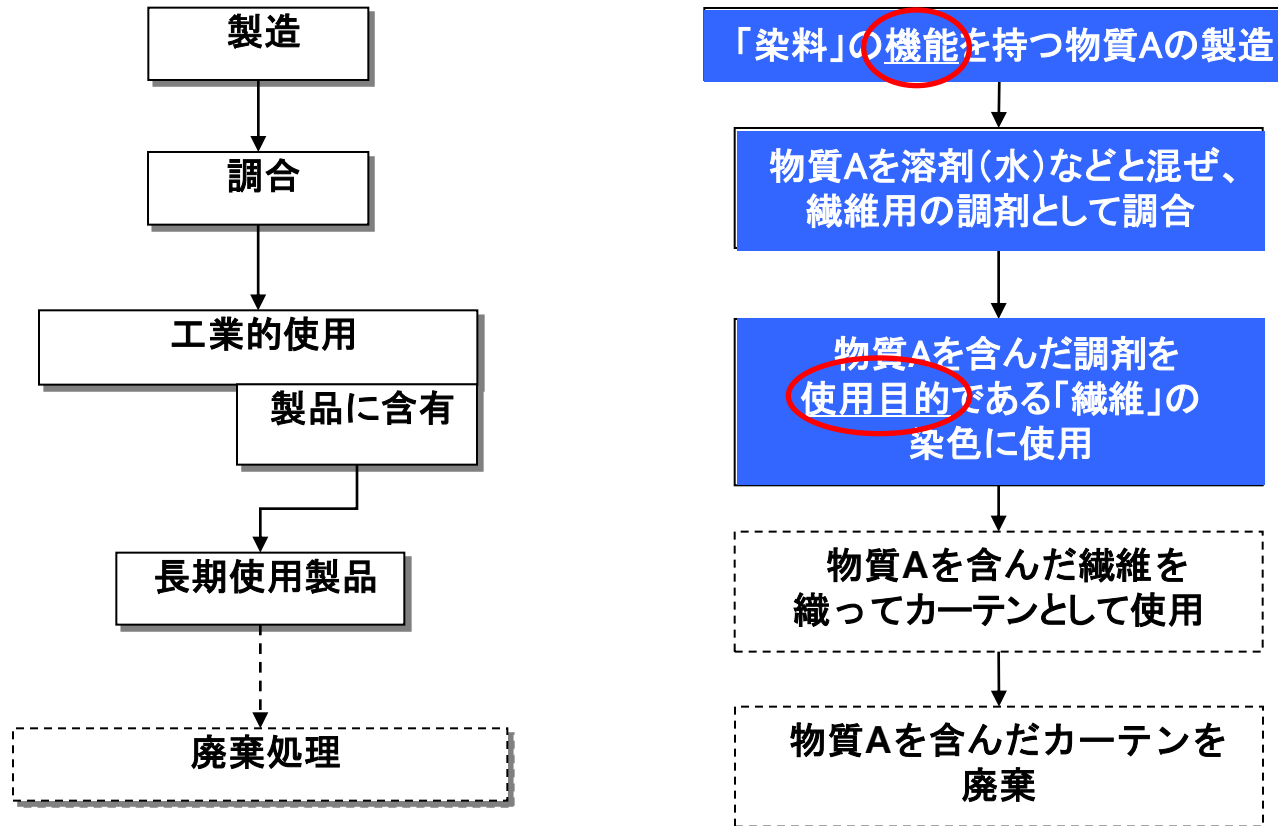 製造
調合
工業的使用
製品に含有
長期使用製品
廃棄処理
「染料」の機能を持つ物質Aの製造
物質Aを溶剤（水）などと混ぜ、
繊維用の調剤として調合
物質Aを含んだ調剤を
使用目的である「繊維」の
染色に使用
物質Aを含んだ繊維を
織ってカーテンとして使用
物質Aを含んだカーテンを
廃棄